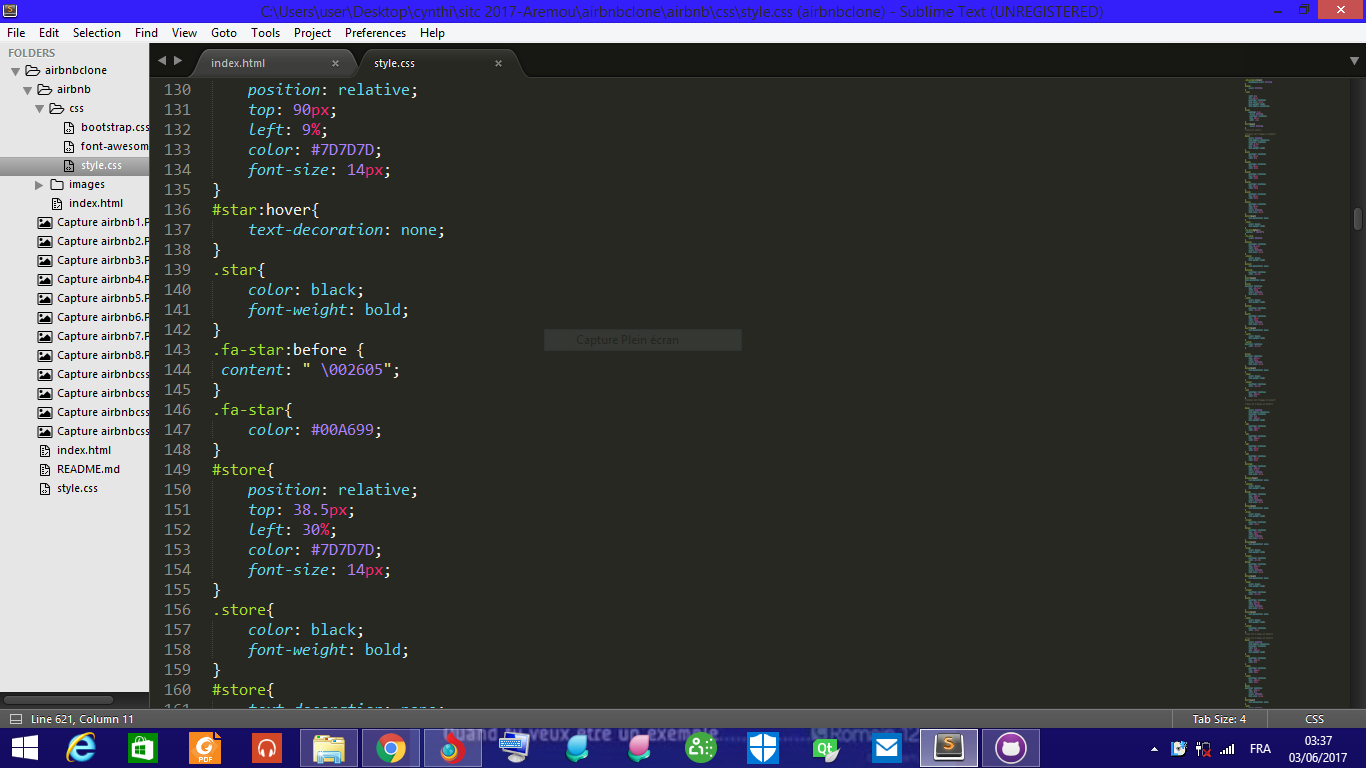 C:\Users\user\Desktop\cynthi\sitc 2017-Aremou\airbnbclone\airbnb\css\style.css (airbnbclone) - Sublime Text (UNREGISTERED)
File Edit Selection Find View Goto Tools Project Preferences Help
FOLDERS
airbnbclone
airbnb
css
bootstrap.css
font-awesom
style.css
images
index.html
Capture airbnb1.P
Capture airbnb2.P
Capture airbnb3.P
Capture airbnb4.P
Capture airbnb5.P
Capture airbnb6.P
Capture airbnb7.P
Capture airbnb8.P
Capture airbnbcss
Capture airbnbcss
Capture airbnbcss
Capture airbnbcss
index.html
README.md
style.css
index.html × style.css ×
130 position: relative;
131 top: 90px;
132 left: 9%;
133 color: #7D7D7D;
134 font-size: 14px;
135 }
136 #star:hover{
137 text-decoration: none;
138 }
139 .star{
140 color: black;
141 font-weight: bold;
142 }
143 .fa-star:before {
144 content: " \002605";
145 }
146 .fa-star{
147 color: #00A699;
148 }
149 #store{
150 position: relative;
151 top: 38.5px;
152 left: 30%;
153 color: #7D7D7D;
154 font-size: 14px;
155 }
156 .store{
157 color: black;
158 font-weight: bold;
159 }
160 #store{
161 text-decoration: none;
Capture Plein écran
Line 621, Column 11
Tab Size: 4
CSS
PDF
Qt
FRA
03:37
03/06/2017